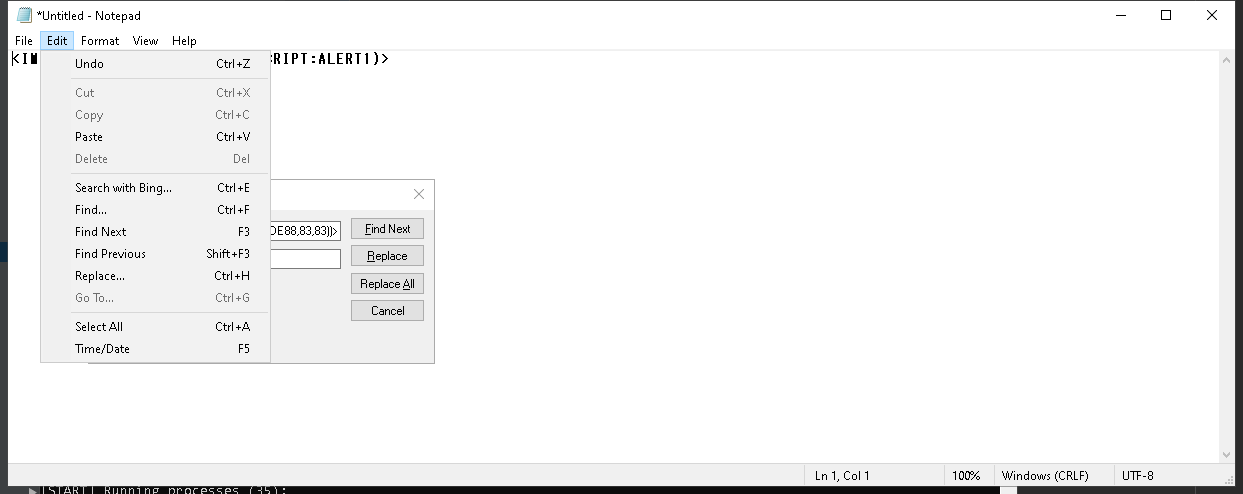 *Untitled - Notepad
File Edit Format View Help
<IM RIPT:ALERT1)>
Undo Ctrl+Z
Cut Ctrl+X
Copy Ctrl+C
Paste Ctrl+V
Delete Del
Search with Bing... Ctrl+E
Find... Ctrl+F
Find Next F3
Find Previous Shift+F3
Replace... Ctrl+H
Go To... Ctrl+G
Select All Ctrl+A
Time/Date F5
DE88,83,83))>
Find Next
Replace
Replace All
Cancel
Ln 1, Col 1 100% Windows (CRLF) UTF-8
[START] Running processes (35):